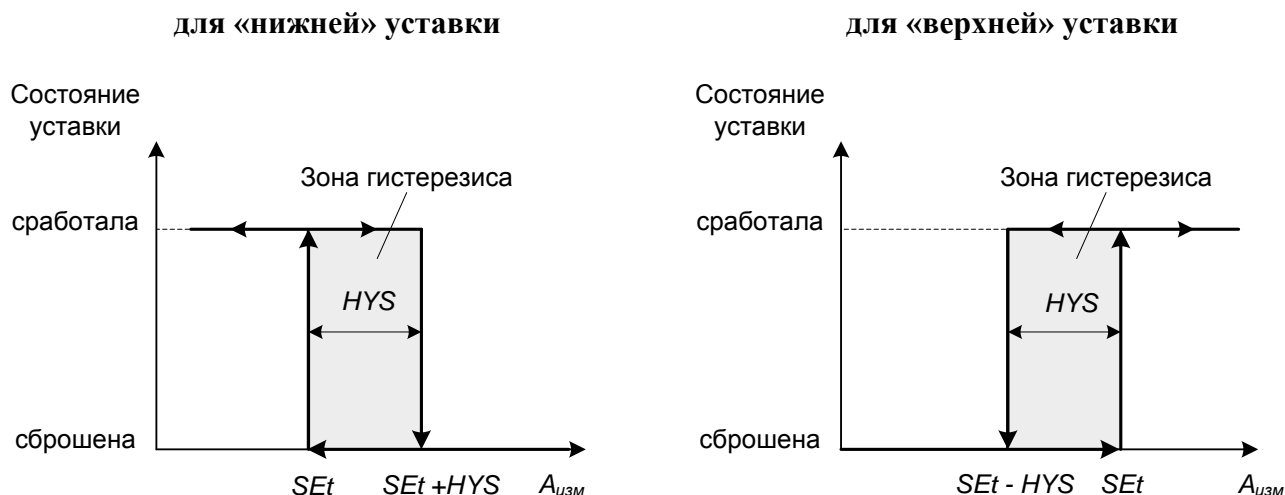 для «нижней» уставки
Состояние
уставки
Зона гистерезиса
сработала
HYS
сброшена
SEt
SEt +HYS
Aизм
для «верхней» уставки
Состояние
уставки
Зона гистерезиса
сработала
HYS
сброшена
SEt - HYS
SEt
Aизм